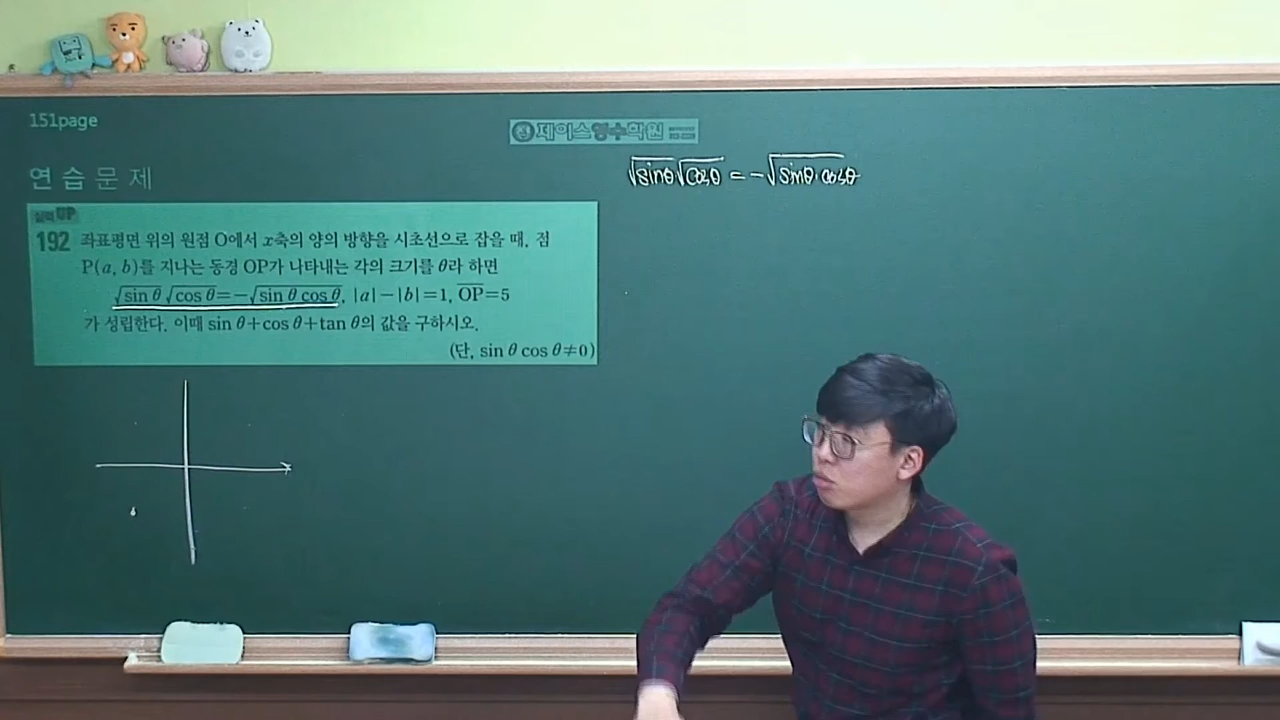 151page
제이스영수학원
연습문제
√sinθ √cosθ = -√sinθ·cosθ
실력 UP
192 좌표평면 위의 원점 O에서 x축의 양의 방향을 시초선으로 잡을 때, 점
P(a, b)를 지나는 동경 OP가 나타내는 각의 크기를 θ라 하면
√sin θ √cos θ=-√sin θ cos θ, |a|-|b|=1, OP=5
가 성립한다. 이때 sin θ+cos θ+tan θ의 값을 구하시오.
(단, sin θ cos θ≠0)